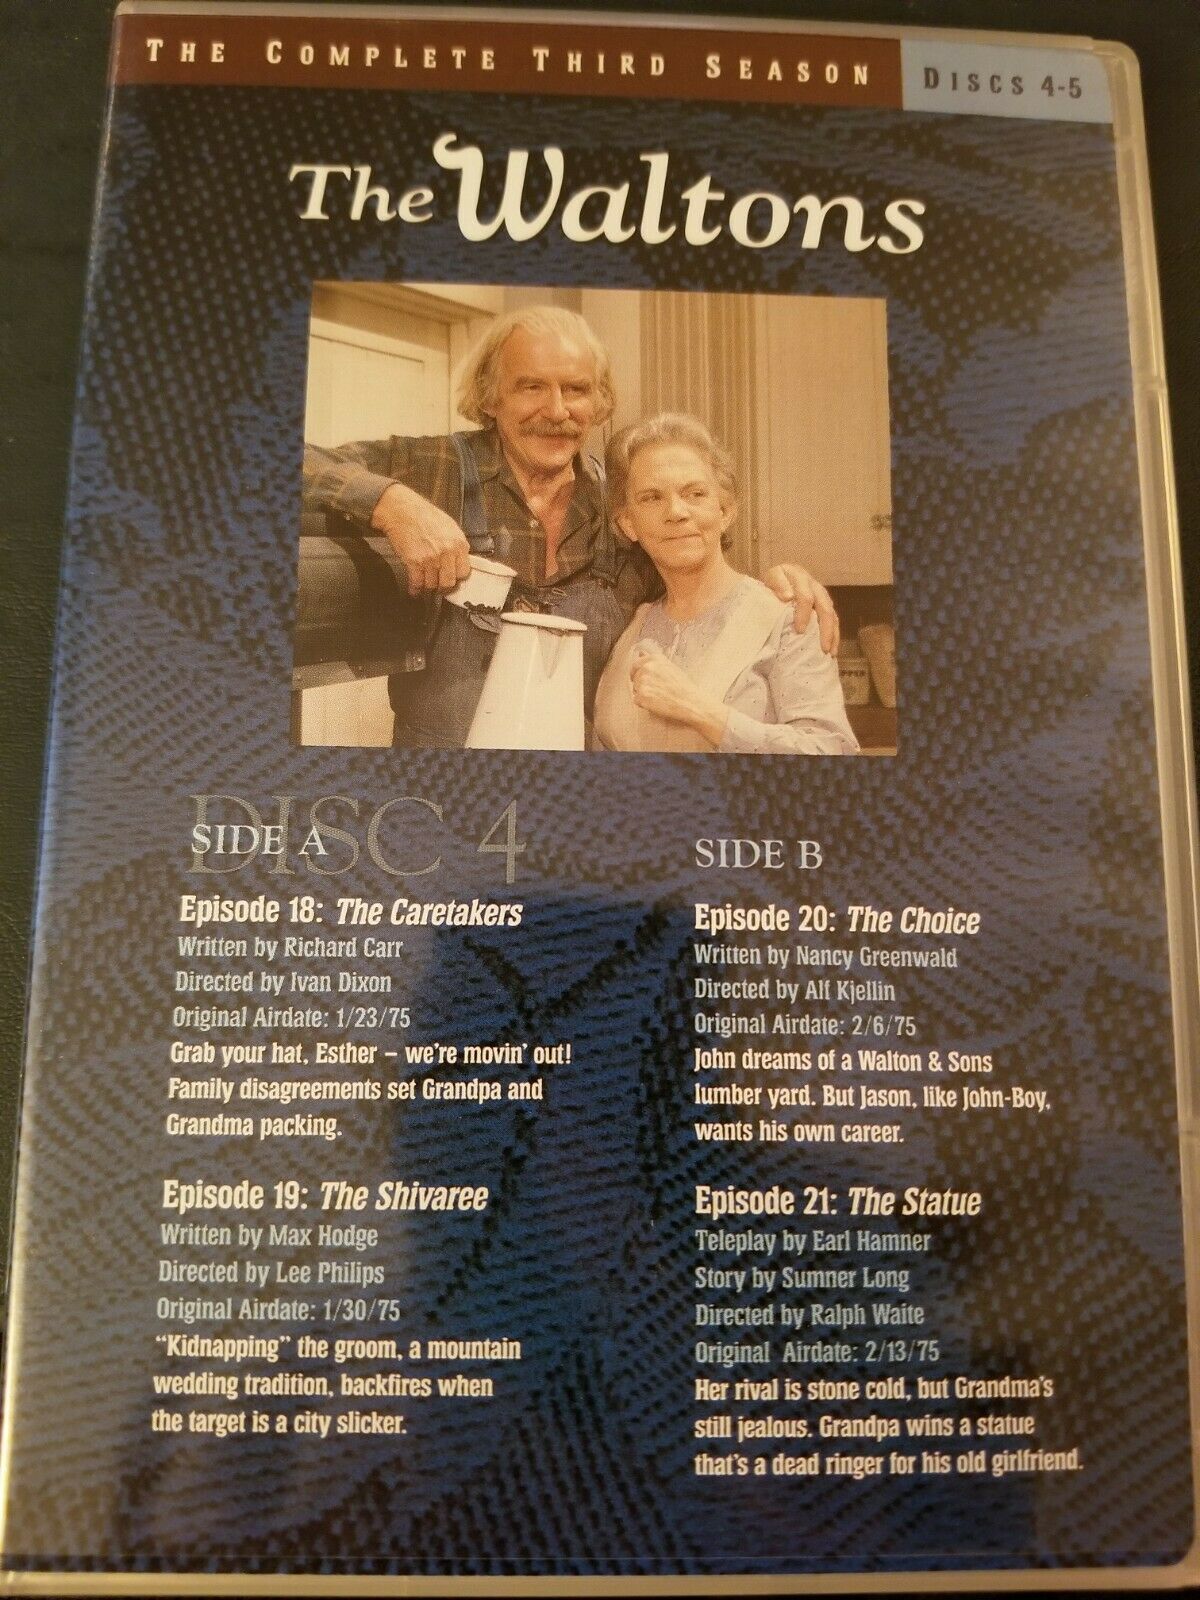 THE COMPLETE THIRD SEASON
DISCS 4-5
The Waltons
DISC 4
SIDE A
Episode 18: The Caretakers
Written by Richard Carr
Directed by Ivan Dixon
Original Airdate: 1/23/75
Grab your hat, Esther – we're movin' out!
Family disagreements set Grandpa and
Grandma packing.
Episode 19: The Shivaree
Written by Max Hodge
Directed by Lee Philips
Original Airdate: 1/30/75
"Kidnapping" the groom, a mountain
wedding tradition, backfires when
the target is a city slicker.
SIDE B
Episode 20: The Choice
Written by Nancy Greenwald
Directed by Alf Kjellin
Original Airdate: 2/6/75
John dreams of a Walton & Sons
lumber yard. But Jason, like John-Boy,
wants his own career.
Episode 21: The Statue
Teleplay by Earl Hamner
Story by Sumner Long
Directed by Ralph Waite
Original Airdate: 2/13/75
Her rival is stone cold, but Grandma's
still jealous. Grandpa wins a statue
that's a dead ringer for his old girlfriend.